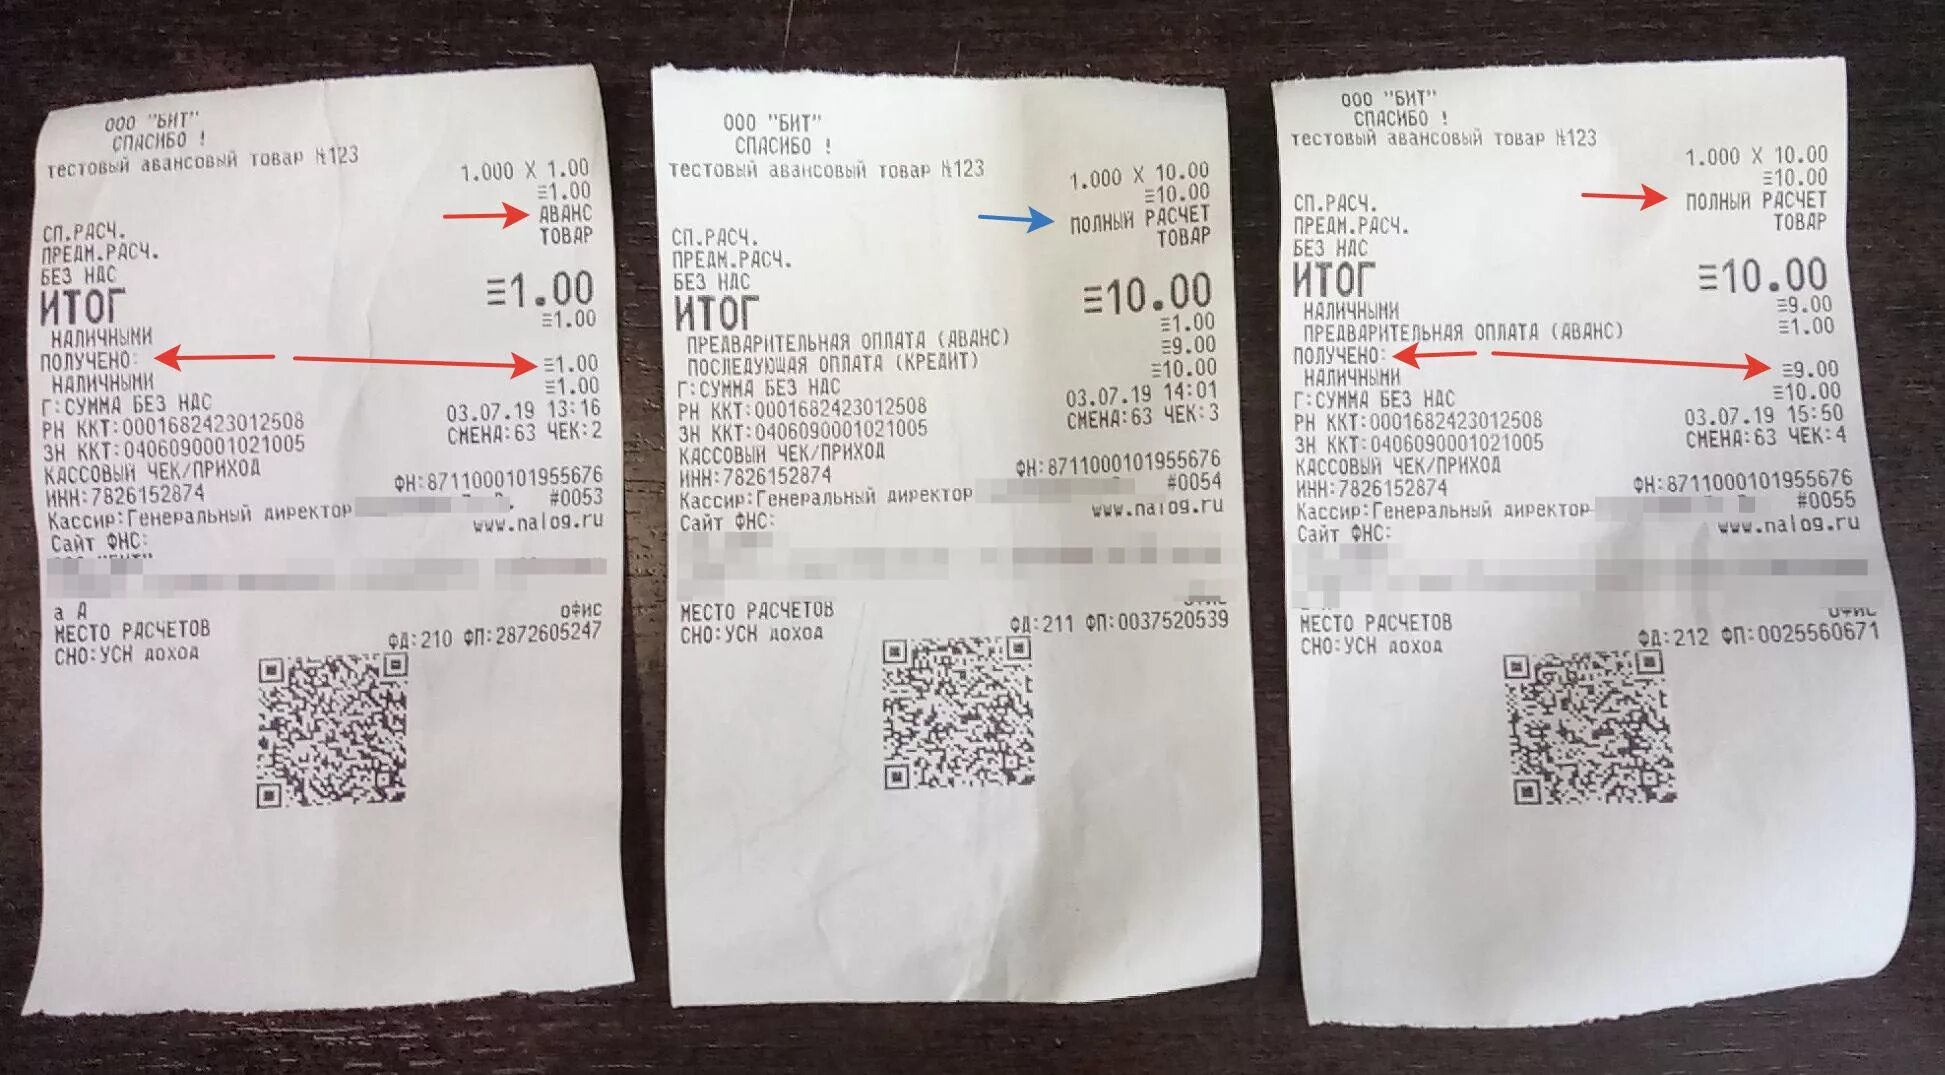 ООО "БИТ"
СПАСИБО !
тестовый авансовый товар №123
1.000 X 1.00
≡1.00
СП.РАСЧ. АВАНС
ПРЕДМ.РАСЧ. ТОВАР
БЕЗ НДС
ИТОГ ≡1.00
НАЛИЧНЫМИ ≡1.00
ПОЛУЧЕНО:
НАЛИЧНЫМИ ≡1.00
Г:СУММА БЕЗ НДС ≡1.00
РН ККТ:0001682423012508 03.07.19 13:16
ЗН ККТ:0406090001021005 СМЕНА:63 ЧЕК:2
КАССОВЫЙ ЧЕК/ПРИХОД
ИНН:7826152874 ФН:8711000101955676
Кассир:Генеральный директор #0053
Сайт ФНС: www.nalog.ru
а Д
МЕСТО РАСЧЕТОВ офис
СНО:УСН доход ФД:210 ФП:2872605247
ООО "БИТ"
СПАСИБО !
тестовый авансовый товар №123
1.000 X 10.00
≡10.00
СП.РАСЧ. ПОЛНЫЙ РАСЧЕТ
ПРЕДМ.РАСЧ. ТОВАР
БЕЗ НДС
ИТОГ ≡10.00
ПРЕДВАРИТЕЛЬНАЯ ОПЛАТА (АВАНС) ≡1.00
ПОСЛЕДУЮЩАЯ ОПЛАТА (КРЕДИТ) ≡9.00
Г:СУММА БЕЗ НДС ≡10.00
РН ККТ:0001682423012508 03.07.19 14:01
ЗН ККТ:0406090001021005 СМЕНА:63 ЧЕК:3
КАССОВЫЙ ЧЕК/ПРИХОД
ИНН:7826152874 ФН:8711000101955676
Кассир:Генеральный директор #0054
Сайт ФНС: www.nalog.ru
МЕСТО РАСЧЕТОВ офис
СНО:УСН доход ФД:211 ФП:0037520539
ООО "БИТ"
СПАСИБО !
тестовый авансовый товар №123
1.000 X 10.00
≡10.00
СП.РАСЧ. ПОЛНЫЙ РАСЧЕТ
ПРЕДМ.РАСЧ. ТОВАР
БЕЗ НДС
ИТОГ ≡10.00
НАЛИЧНЫМИ ≡9.00
ПРЕДВАРИТЕЛЬНАЯ ОПЛАТА (АВАНС) ≡1.00
ПОЛУЧЕНО:
НАЛИЧНЫМИ ≡9.00
Г:СУММА БЕЗ НДС ≡10.00
РН ККТ:0001682423012508 03.07.19 15:50
ЗН ККТ:0406090001021005 СМЕНА:63 ЧЕК:4
КАССОВЫЙ ЧЕК/ПРИХОД
ИНН:7826152874 ФН:8711000101955676
Кассир:Генеральный директор #0055
Сайт ФНС: www.nalog.ru
МЕСТО РАСЧЕТОВ офис
СНО:УСН доход ФД:212 ФП:0025560671